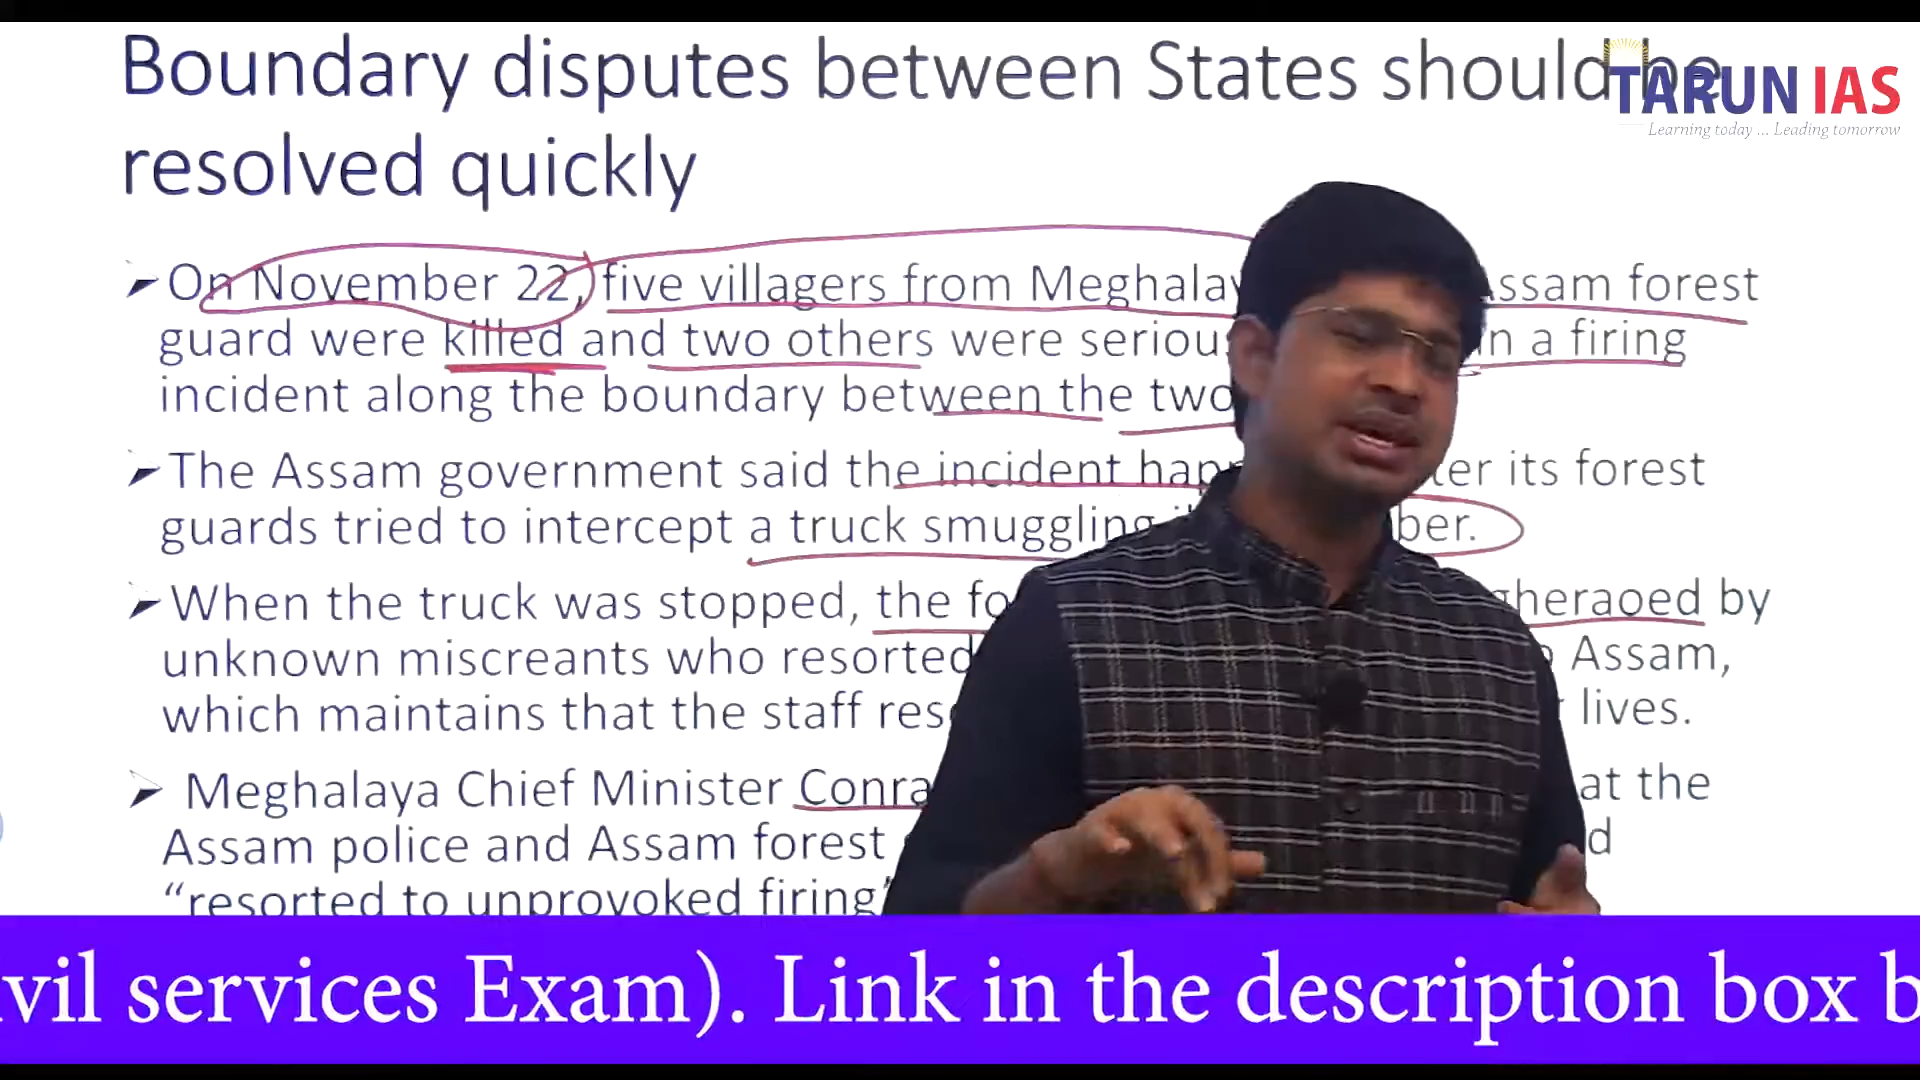 Boundary disputes between States should be
TARUN IAS
Learning today ... Leading tomorrow
resolved quickly
On November 22, five villagers from Meghalay ssam forest
guard were killed and two others were seriou n a firing
incident along the boundary between the two
The Assam government said the incident hap ter its forest
guards tried to intercept a truck smuggling ber.
When the truck was stopped, the fo gheraoed by
unknown miscreants who resorted Assam,
which maintains that the staff res lives.
Meghalaya Chief Minister Conra at the
Assam police and Assam forest d
“resorted to unprovoked firing”
vil services Exam). Link in the description box b